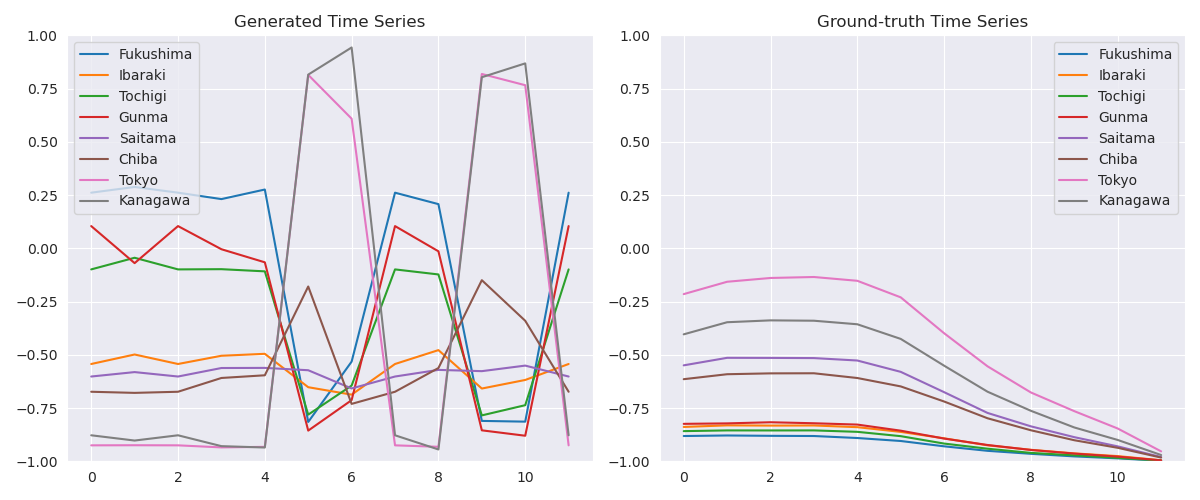 Generated Time Series
1.00
0.75
0.50
0.25
0.00
−0.25
−0.50
−0.75
−1.00
0 2 4 6 8 10
Fukushima
Ibaraki
Tochigi
Gunma
Saitama
Chiba
Tokyo
Kanagawa
Ground-truth Time Series
1.00
0.75
0.50
0.25
0.00
−0.25
−0.50
−0.75
−1.00
0 2 4 6 8 10
Fukushima
Ibaraki
Tochigi
Gunma
Saitama
Chiba
Tokyo
Kanagawa